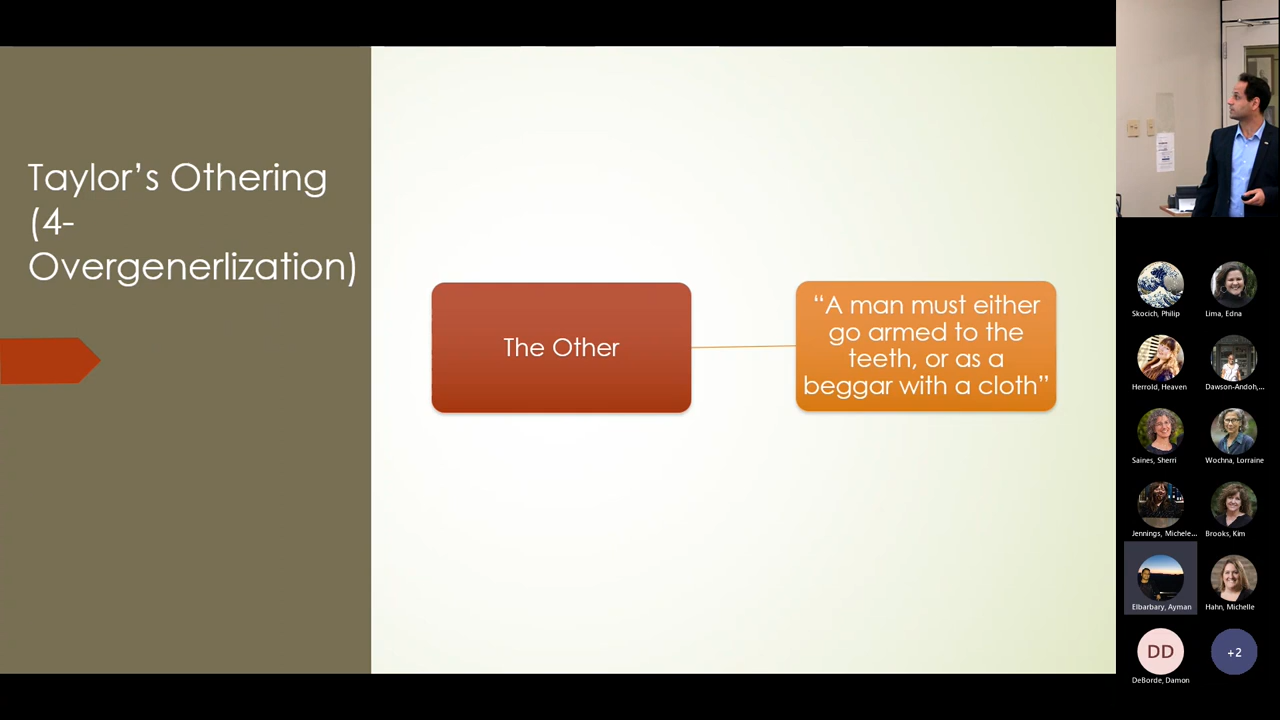 Taylor’s Othering
(4-
Overgenerlization)
The Other
“A man must either
go armed to the
teeth, or as a
beggar with a cloth”
Skocich, Philip
Lima, Edna
Herrold, Heaven
Dawson-Andoh,...
Saines, Sherri
Wochna, Lorraine
Jennings, Michele...
Brooks, Kim
Elbarbary, Ayman
Hahn, Michelle
DD
+2
DeBorde, Damon